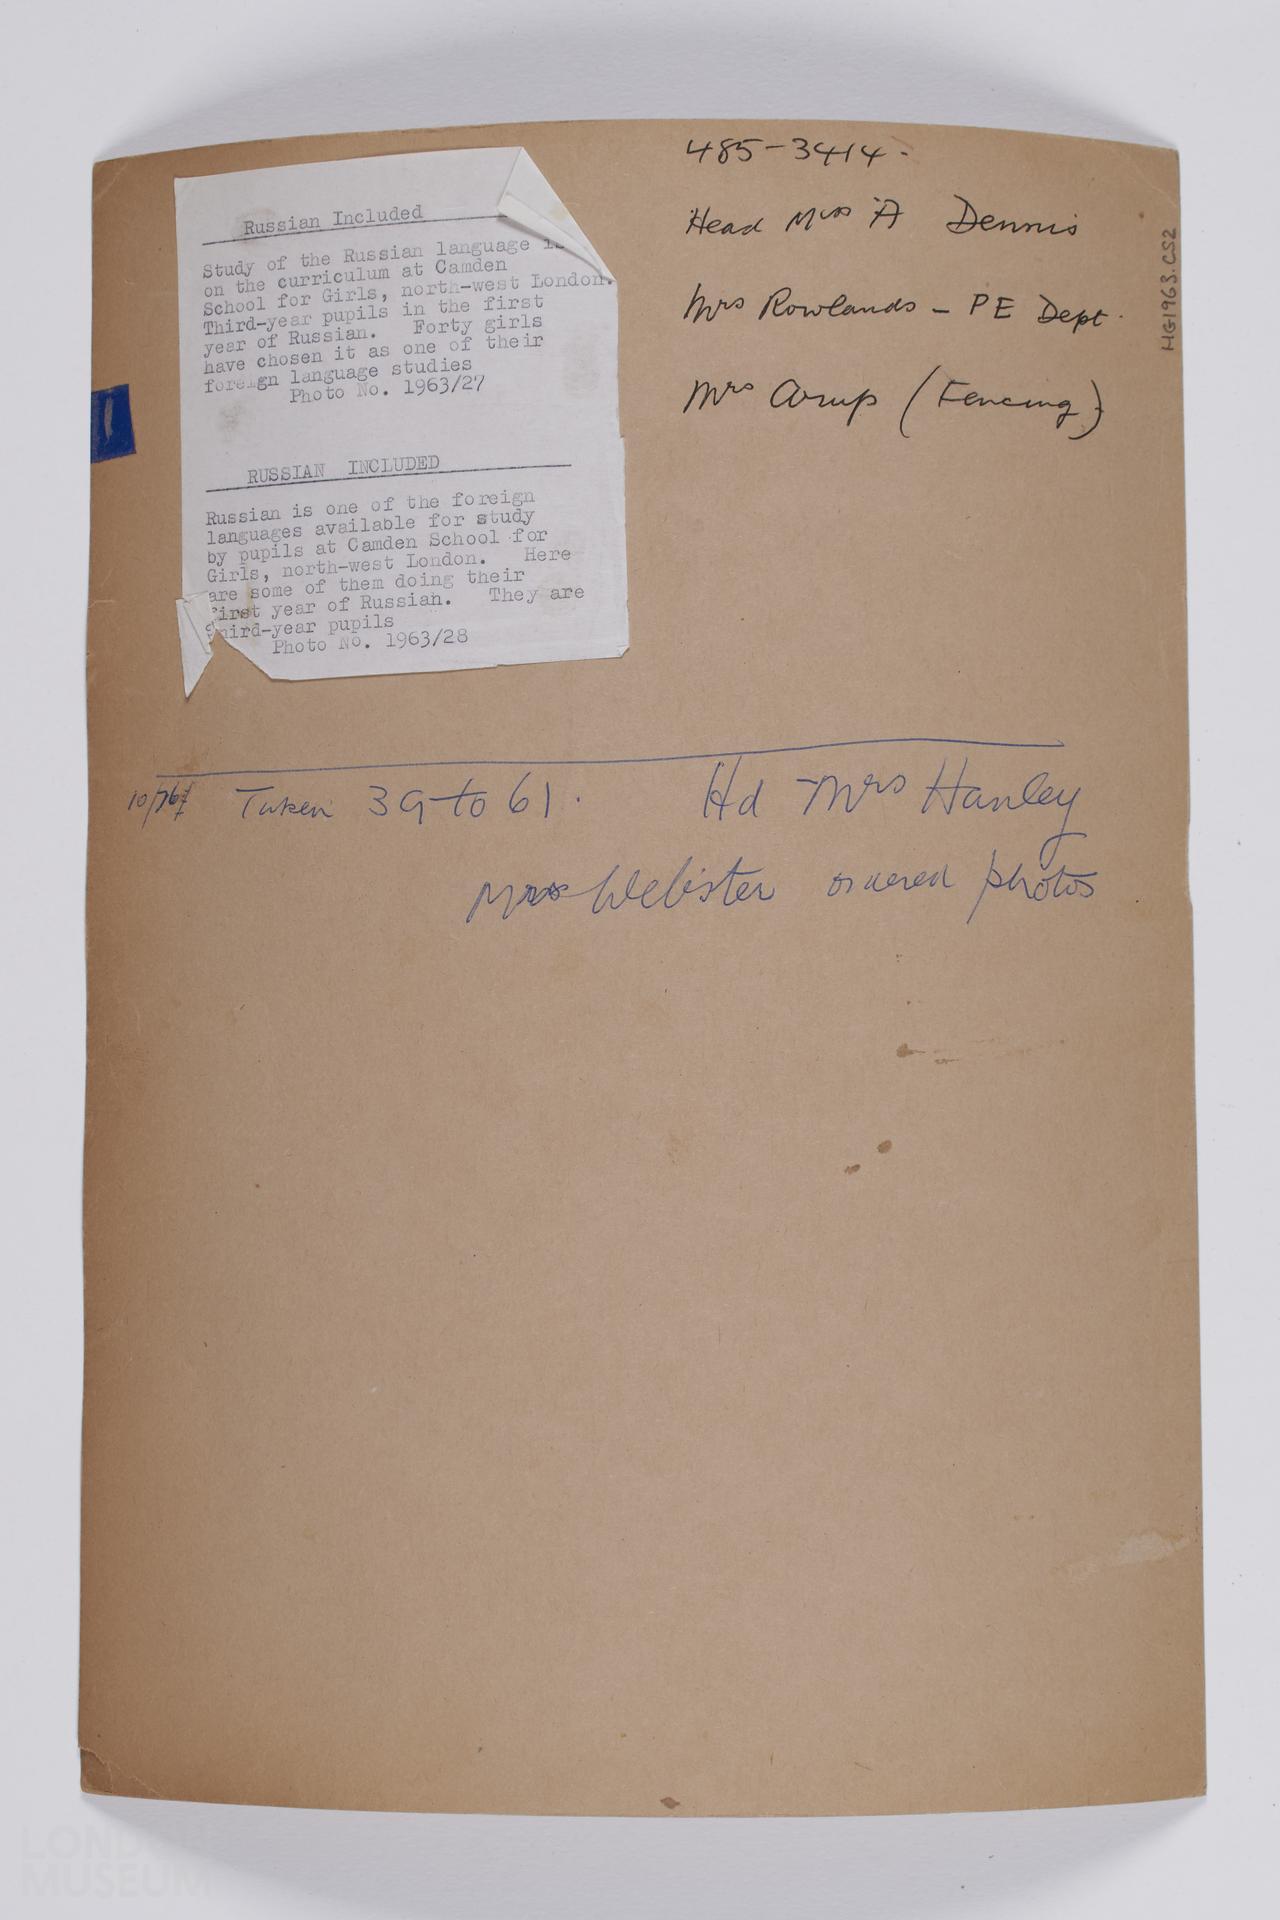 Russian Included
Study of the Russian language is
on the curriculum at Camden
School for Girls, north-west London.
Third-year pupils in the first
year of Russian. Forty girls
have chosen it as one of their
foreign language studies
Photo No. 1963/27
RUSSIAN INCLUDED
Russian is one of the foreign
languages available for study
by pupils at Camden School for
Girls, north-west London. Here
are some of them doing their
first year of Russian. They are
third-year pupils
Photo No. 1963/28
485-3414.
Head Mrs A Dennis
Mrs Rowlands - PE Dept.
Mrs Arup (Fencing)
HG1963.CS2
Taken 39 to 61. Hd - Mrs Hanley
Mrs Webster ordered photos
LONDON
MUSEUM